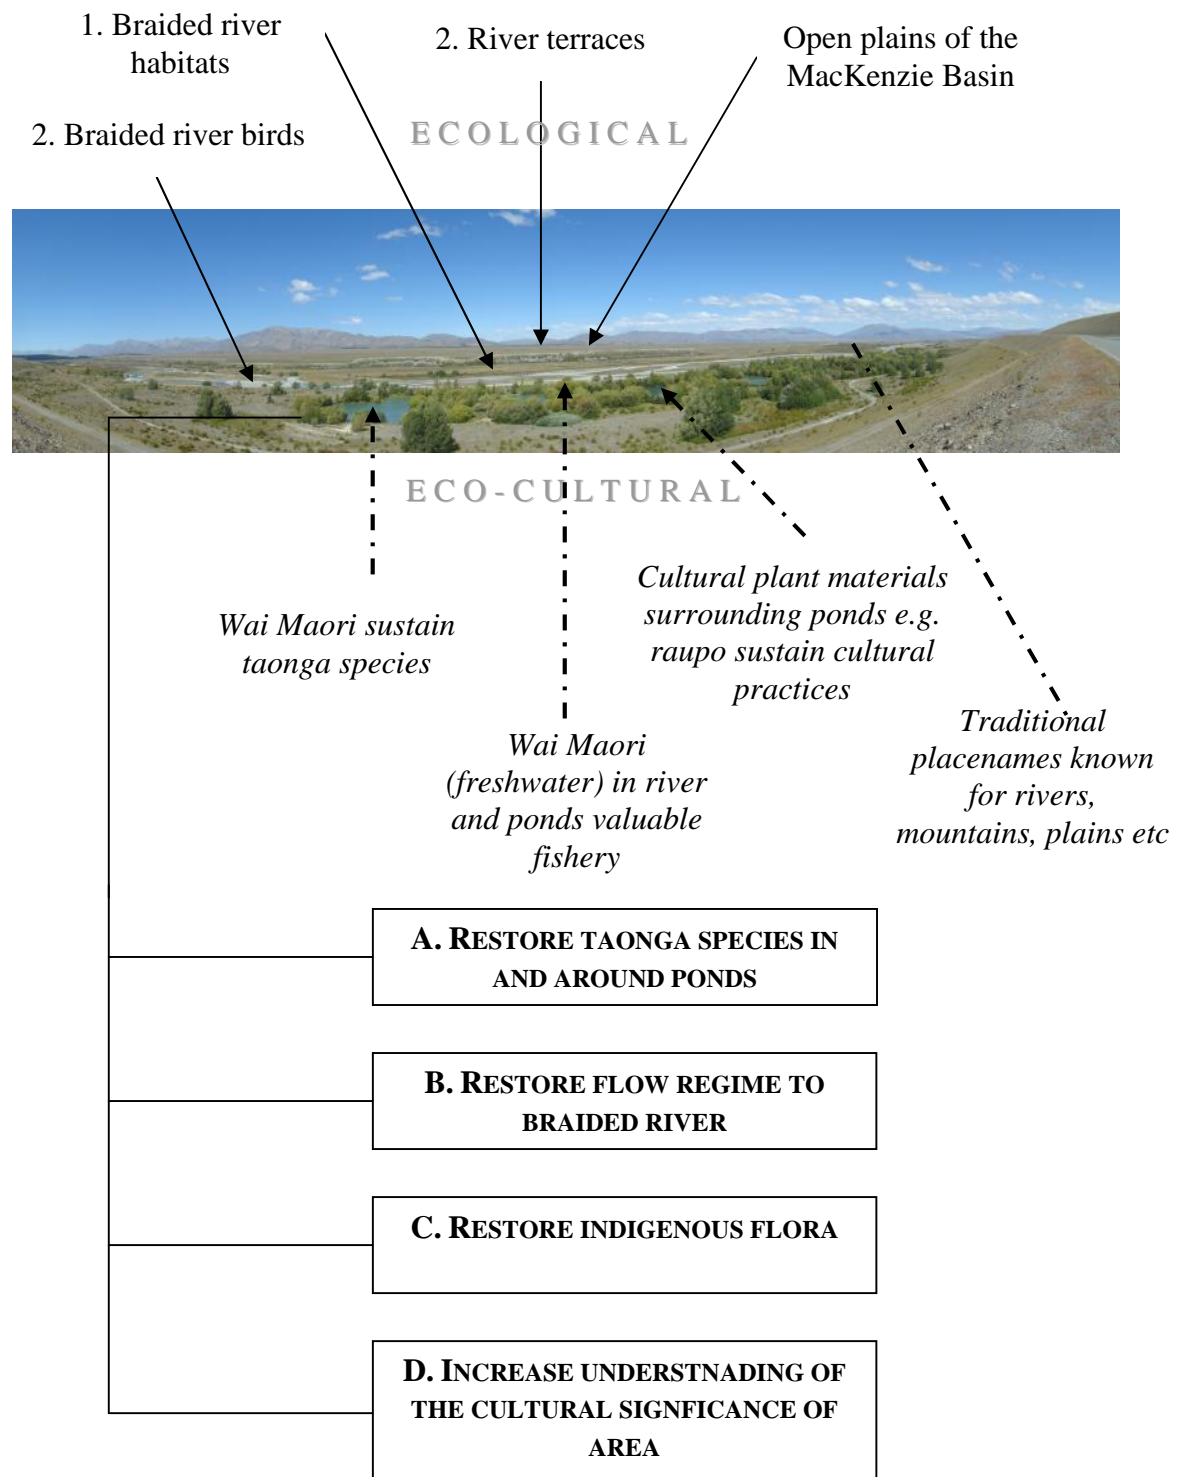 1. Braided river
habitats
2. River terraces
Open plains of the
MacKenzie Basin
2. Braided river birds
ECOLOGICAL
ECO-CULTURAL
Wai Maori sustain
taonga species
Cultural plant materials
surrounding ponds e.g.
raupo sustain cultural
practices
Wai Maori
(freshwater) in river
and ponds valuable
fishery
Traditional
placenames known
for rivers,
mountains, plains etc
A. RESTORE TAONGA SPECIES IN
AND AROUND PONDS
B. RESTORE FLOW REGIME TO
BRAIDED RIVER
C. RESTORE INDIGENOUS FLORA
D. INCREASE UNDERSTNADING OF
THE CULTURAL SIGNFICANCE OF
AREA